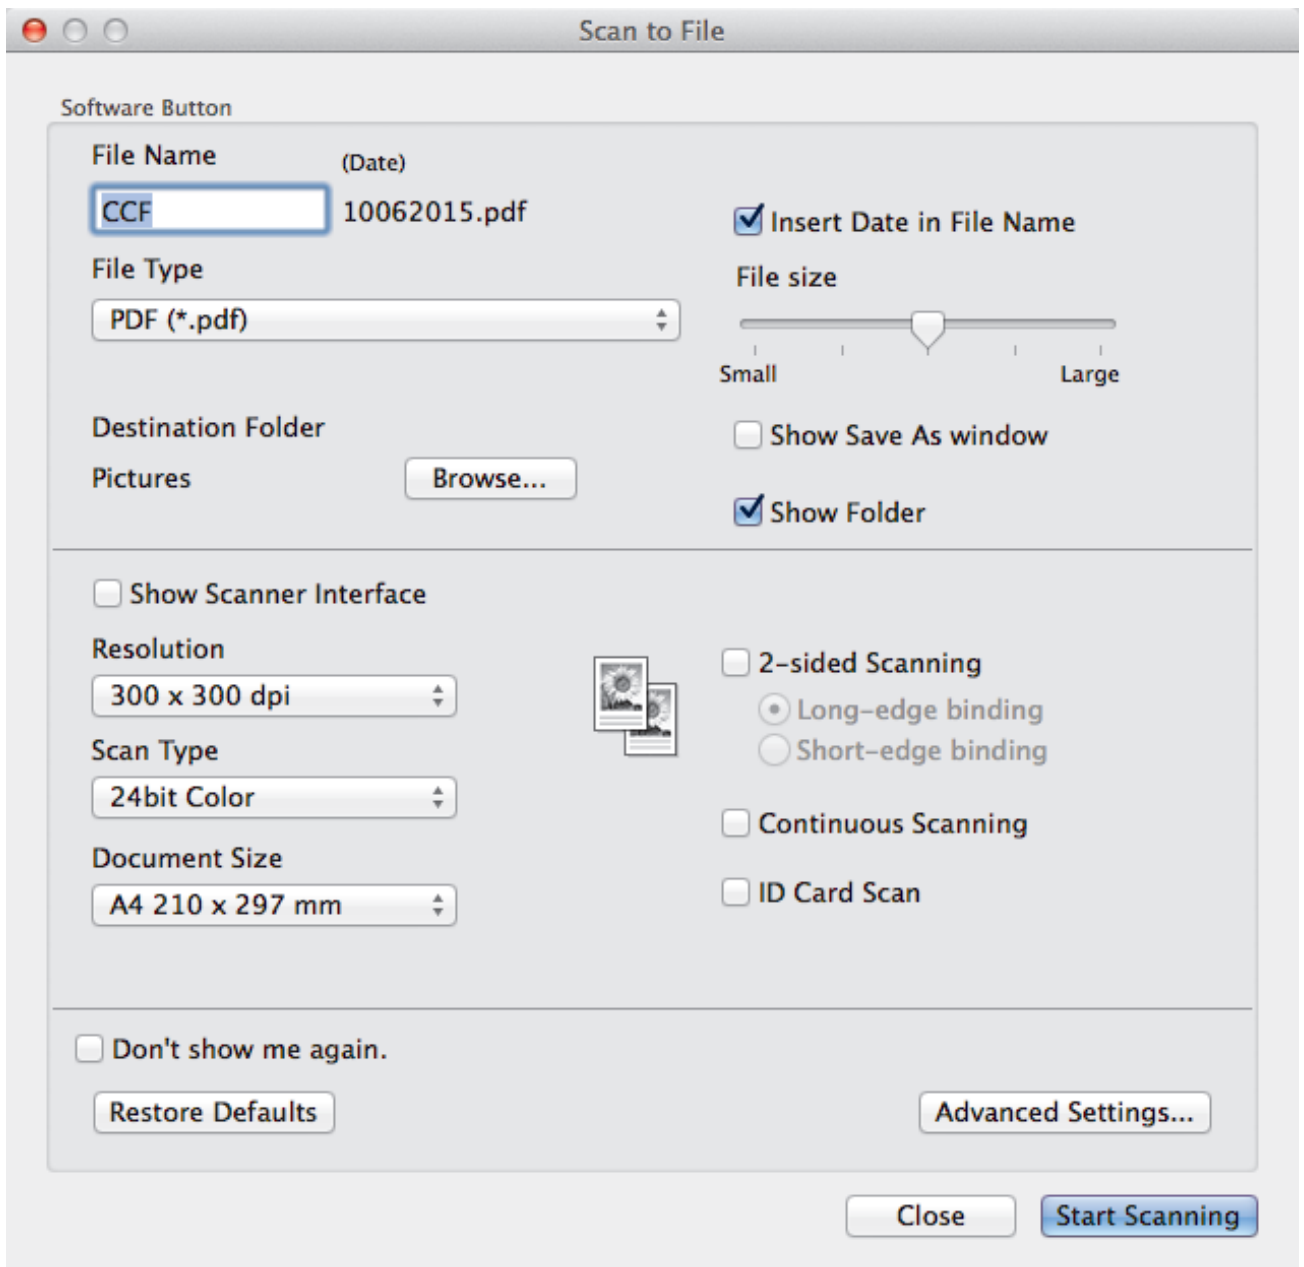 Scan to File
Software Button
File Name (Date)
CCF 10062015.pdf
Insert Date in File Name
File Type
File size
PDF (*.pdf)
Small Large
Destination Folder
Show Save As window
Pictures Browse...
Show Folder
Show Scanner Interface
Resolution
2-sided Scanning
300 x 300 dpi
Long-edge binding
Scan Type
Short-edge binding
24bit Color
Continuous Scanning
Document Size
ID Card Scan
A4 210 x 297 mm
Don't show me again.
Restore Defaults Advanced Settings...
Close Start Scanning